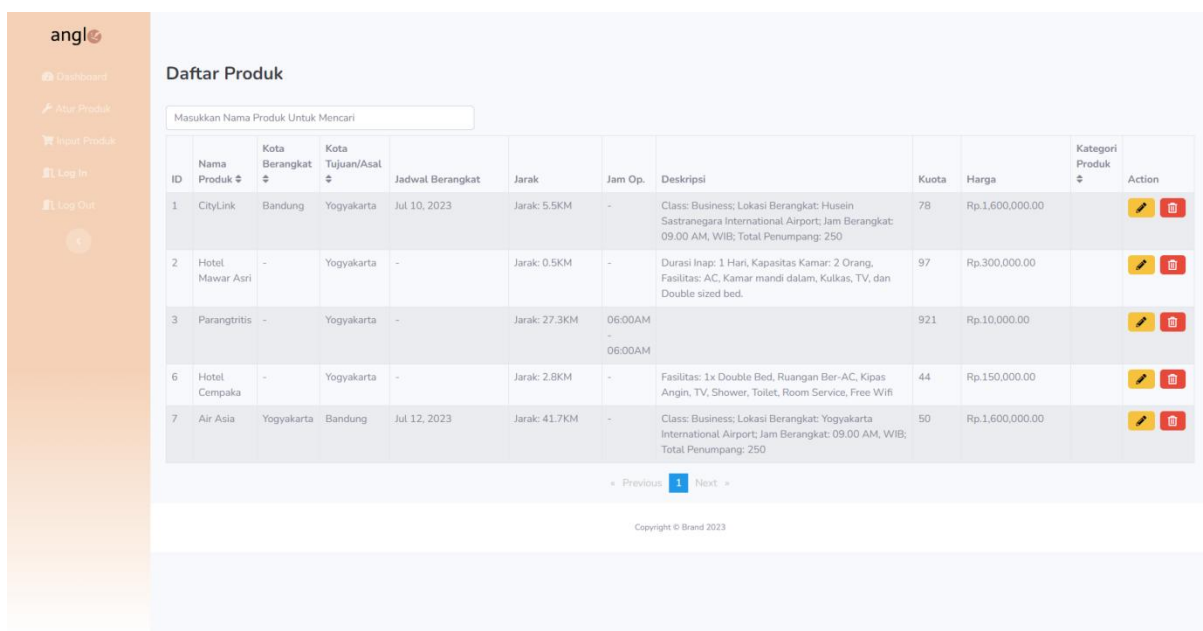 anglo
Dashboard
Atur Produk
Input Produk
Log In
Log Out
Daftar Produk
Masukkan Nama Produk Untuk Mencari
ID
Nama
Produk
Kota
Berangkat
Kota
Tujuan/Asal
Jadwal Berangkat
Jarak
Jam Op.
Deskripsi
Kuota
Harga
Kategori
Produk
Action
1
CityLink
Bandung
Yogyakarta
Jul 10, 2023
Jarak: 5.5KM
-
Class: Business; Lokasi Berangkat: Husein
Sastranegara International Airport; Jam Berangkat:
09.00 AM, WIB; Total Penumpang: 250
78
Rp.1,600,000.00
2
Hotel
Mawar Asri
-
Yogyakarta
-
Jarak: 0.5KM
-
Durasi Inap: 1 Hari, Kapasitas Kamar: 2 Orang,
Fasilitas: AC, Kamar mandi dalam, Kulkas, TV, dan
Double sized bed.
97
Rp.300,000.00
3
Parangtritis
-
Yogyakarta
-
Jarak: 27.3KM
06:00AM
-
06:00AM
921
Rp.10,000.00
6
Hotel
Cempaka
-
Yogyakarta
-
Jarak: 2.8KM
-
Fasilitas: 1x Double Bed, Ruangan Ber-AC, Kipas
Angin, TV, Shower, Toilet, Room Service, Free Wifi
44
Rp.150,000.00
7
Air Asia
Yogyakarta
Bandung
Jul 12, 2023
Jarak: 41.7KM
-
Class: Business; Lokasi Berangkat: Yogyakarta
International Airport; Jam Berangkat: 09.00 AM, WIB;
Total Penumpang: 250
50
Rp.1,600,000.00
« Previous 1 Next »
Copyright © Brand 2023